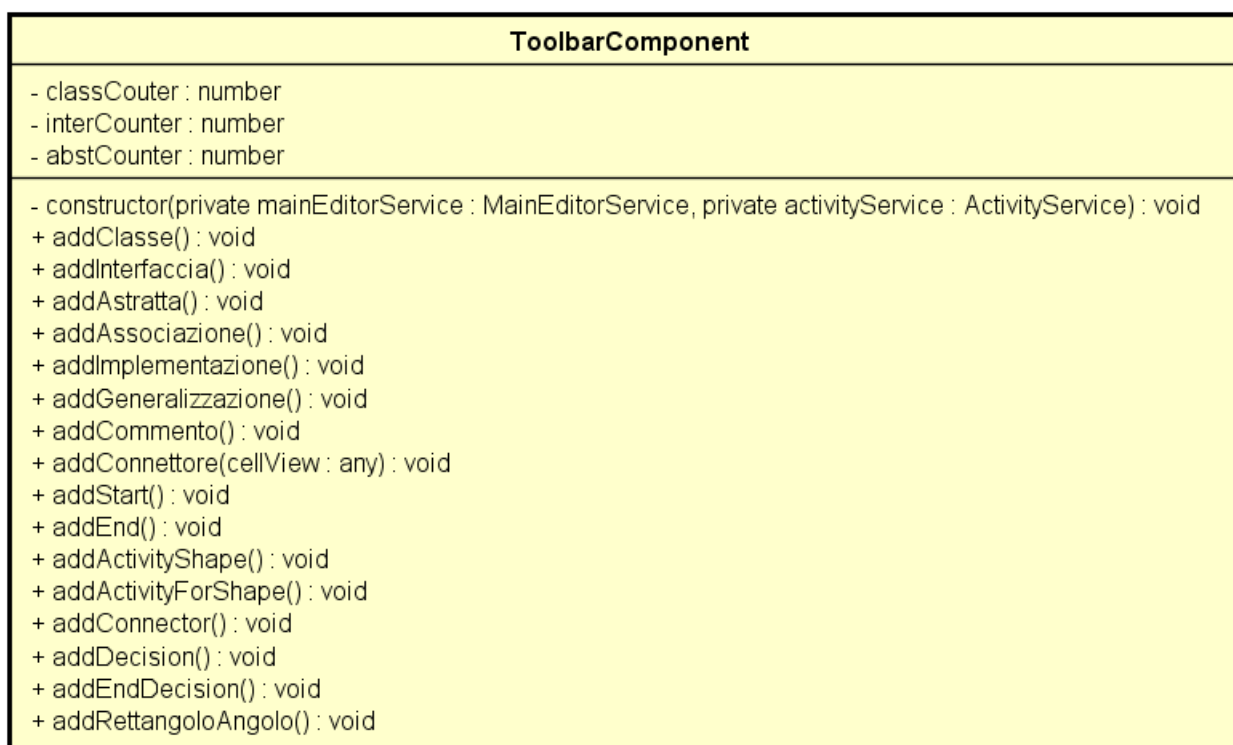 ToolbarComponent
- classCouter : number
- interCounter : number
- abstCounter : number
- constructor(private mainEditorService : MainEditorService, private activityService : ActivityService) : void
+ addClasse() : void
+ addInterfaccia() : void
+ addAstratta() : void
+ addAssociazione() : void
+ addImplementazione() : void
+ addGeneralizzazione() : void
+ addCommento() : void
+ addConnettore(cellView : any) : void
+ addStart() : void
+ addEnd() : void
+ addActivityShape() : void
+ addActivityForShape() : void
+ addConnector() : void
+ addDecision() : void
+ addEndDecision() : void
+ addRettangoloAngolo() : void